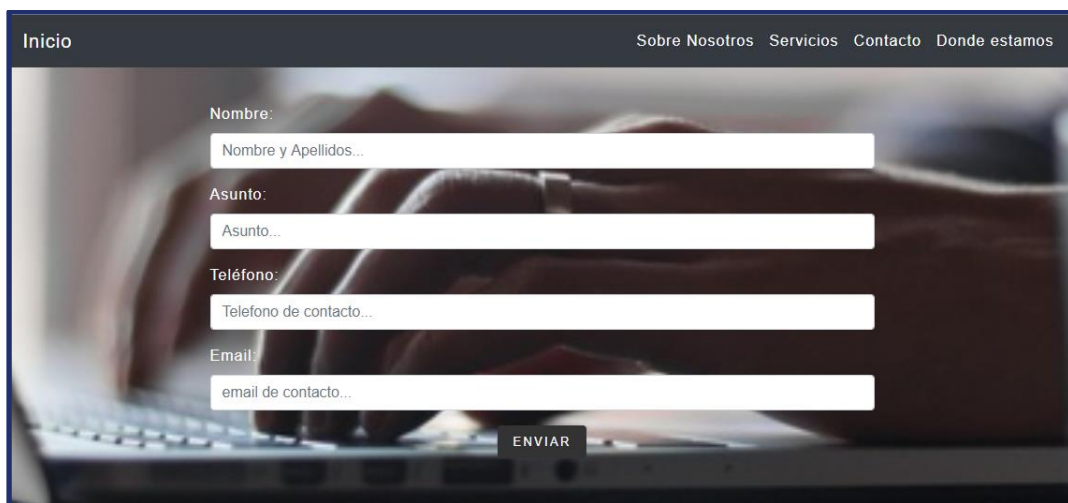 Inicio Sobre Nosotros Servicios Contacto Donde estamos
Nombre:
Nombre y Apellidos...
Asunto:
Asunto...
Teléfono:
Telefono de contacto...
Email:
email de contacto...
ENVIAR